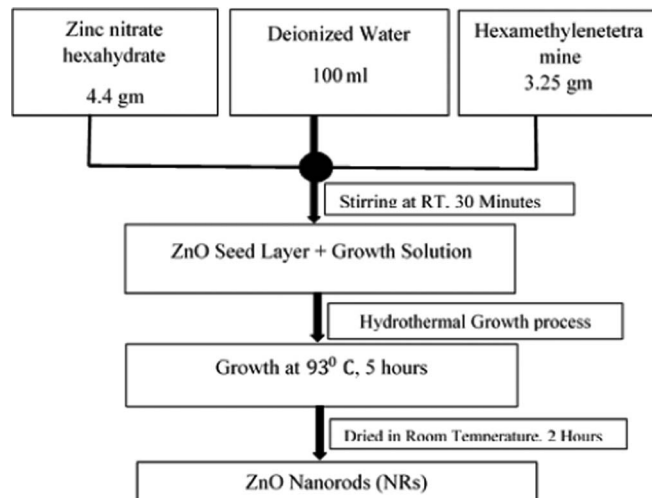 Zinc nitrate
hexahydrate
4.4 gm
Deionized Water
100 ml
Hexamethylenetetra
mine
3.25 gm
Stirring at RT, 30 Minutes
ZnO Seed Layer + Growth Solution
Hydrothermal Growth process
Growth at 93⁰ C, 5 hours
Dried in Room Temperature, 2 Hours
ZnO Nanorods (NRs)